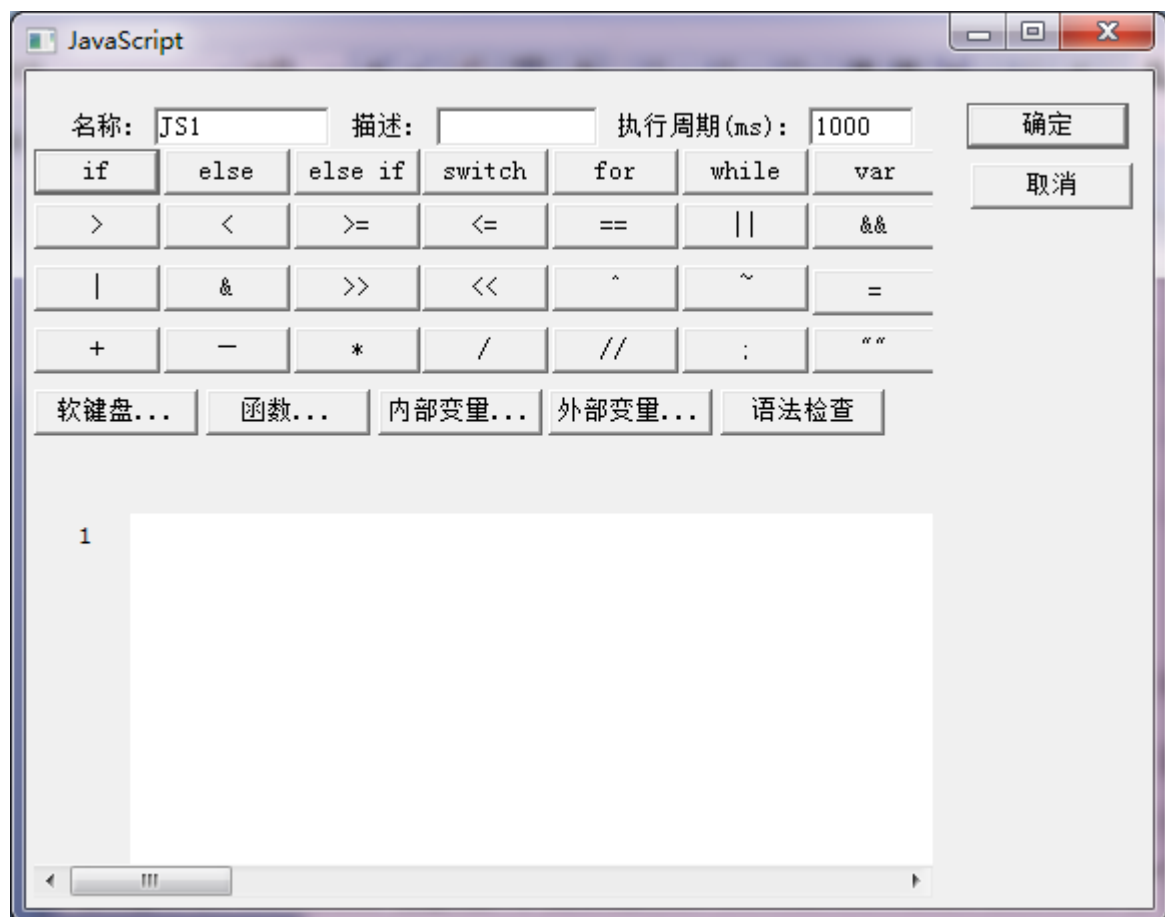 JavaScript
名称: JS1 描述: 执行周期(ms): 1000 确定
if else else if switch for while var 取消
> < >= <= == || &&
| & >> << ^ ~ =
+ — * / // ; ""
软键盘... 函数... 内部变量... 外部变量... 语法检查
1